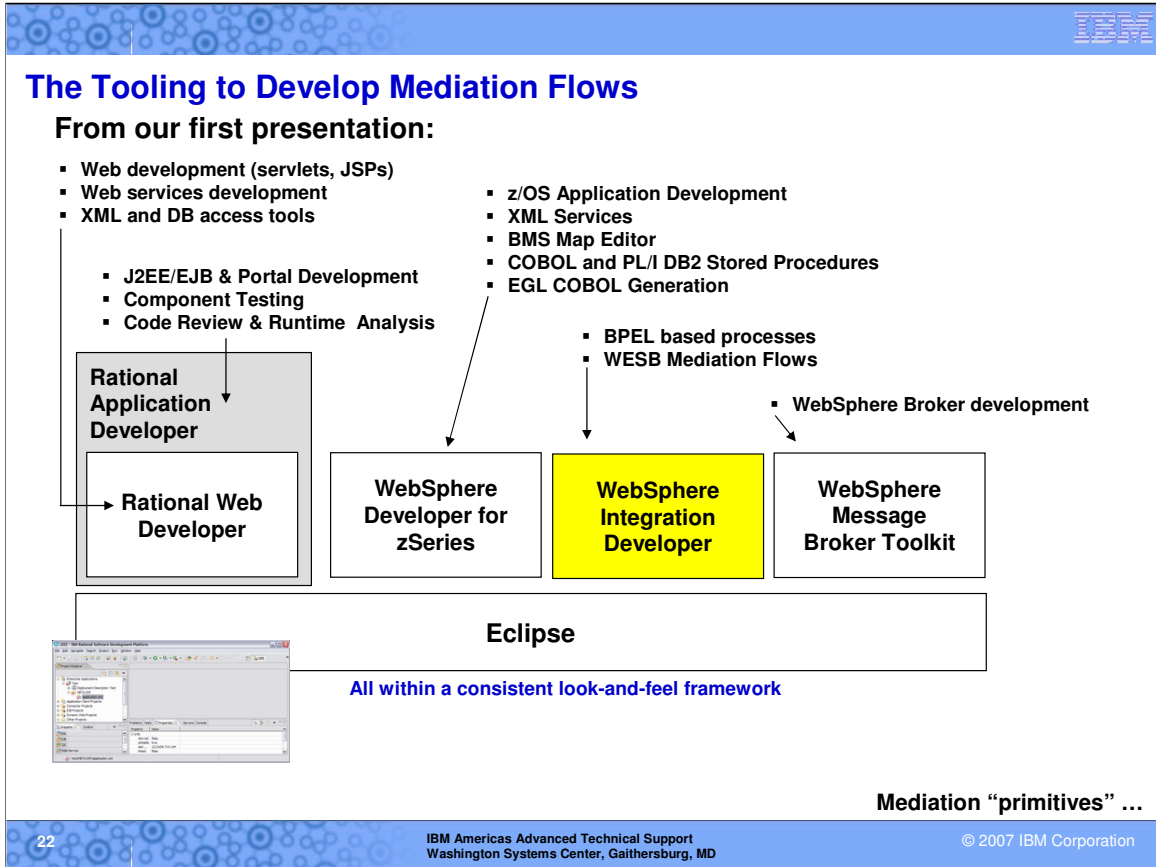 IBM
The Tooling to Develop Mediation Flows
From our first presentation:
▪ Web development (servlets, JSPs)
▪ Web services development
▪ XML and DB access tools
▪ z/OS Application Development
▪ XML Services
▪ BMS Map Editor
▪ COBOL and PL/I DB2 Stored Procedures
▪ EGL COBOL Generation
▪ J2EE/EJB & Portal Development
▪ Component Testing
▪ Code Review & Runtime Analysis
▪ BPEL based processes
▪ WESB Mediation Flows
▪ WebSphere Broker development
Rational
Application
Developer
Rational Web
Developer
WebSphere
Developer for
zSeries
WebSphere
Integration
Developer
WebSphere
Message
Broker Toolkit
Eclipse
All within a consistent look-and-feel framework
Mediation “primitives” …
22
IBM Americas Advanced Technical Support
Washington Systems Center, Gaithersburg, MD
© 2007 IBM Corporation